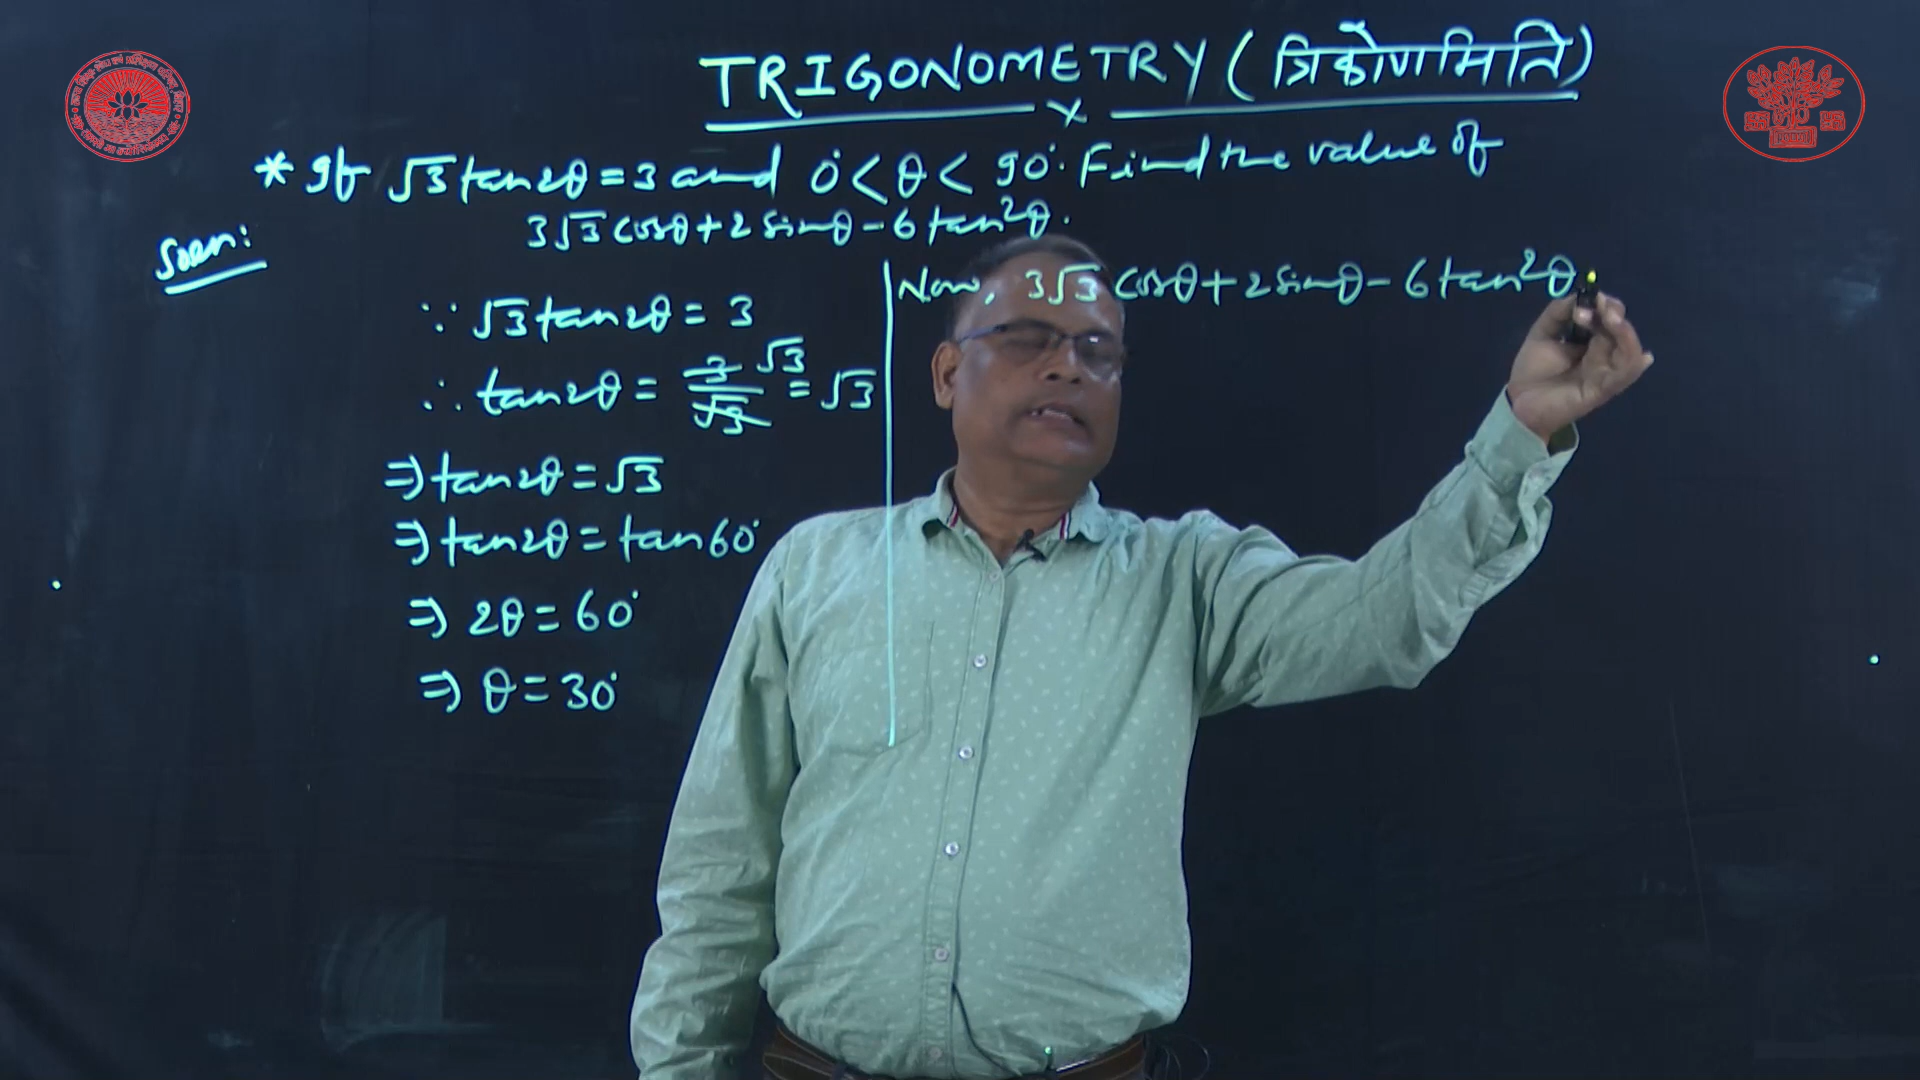 TRIGONOMETRY (त्रिकोणमिति)
x
* If √3 tan2θ = 3 and 0° < θ < 90°. Find the value of
3√3 cosθ + 2 sinθ - 6 tan²θ.
Soln:
∵ √3 tan2θ = 3
∴ tan2θ = 3/√3 √3 = √3
⇒ tan2θ = √3
⇒ tan2θ = tan60°
⇒ 2θ = 60°
⇒ θ = 30°
Now, 3√3 cosθ + 2 sinθ - 6 tan²θ